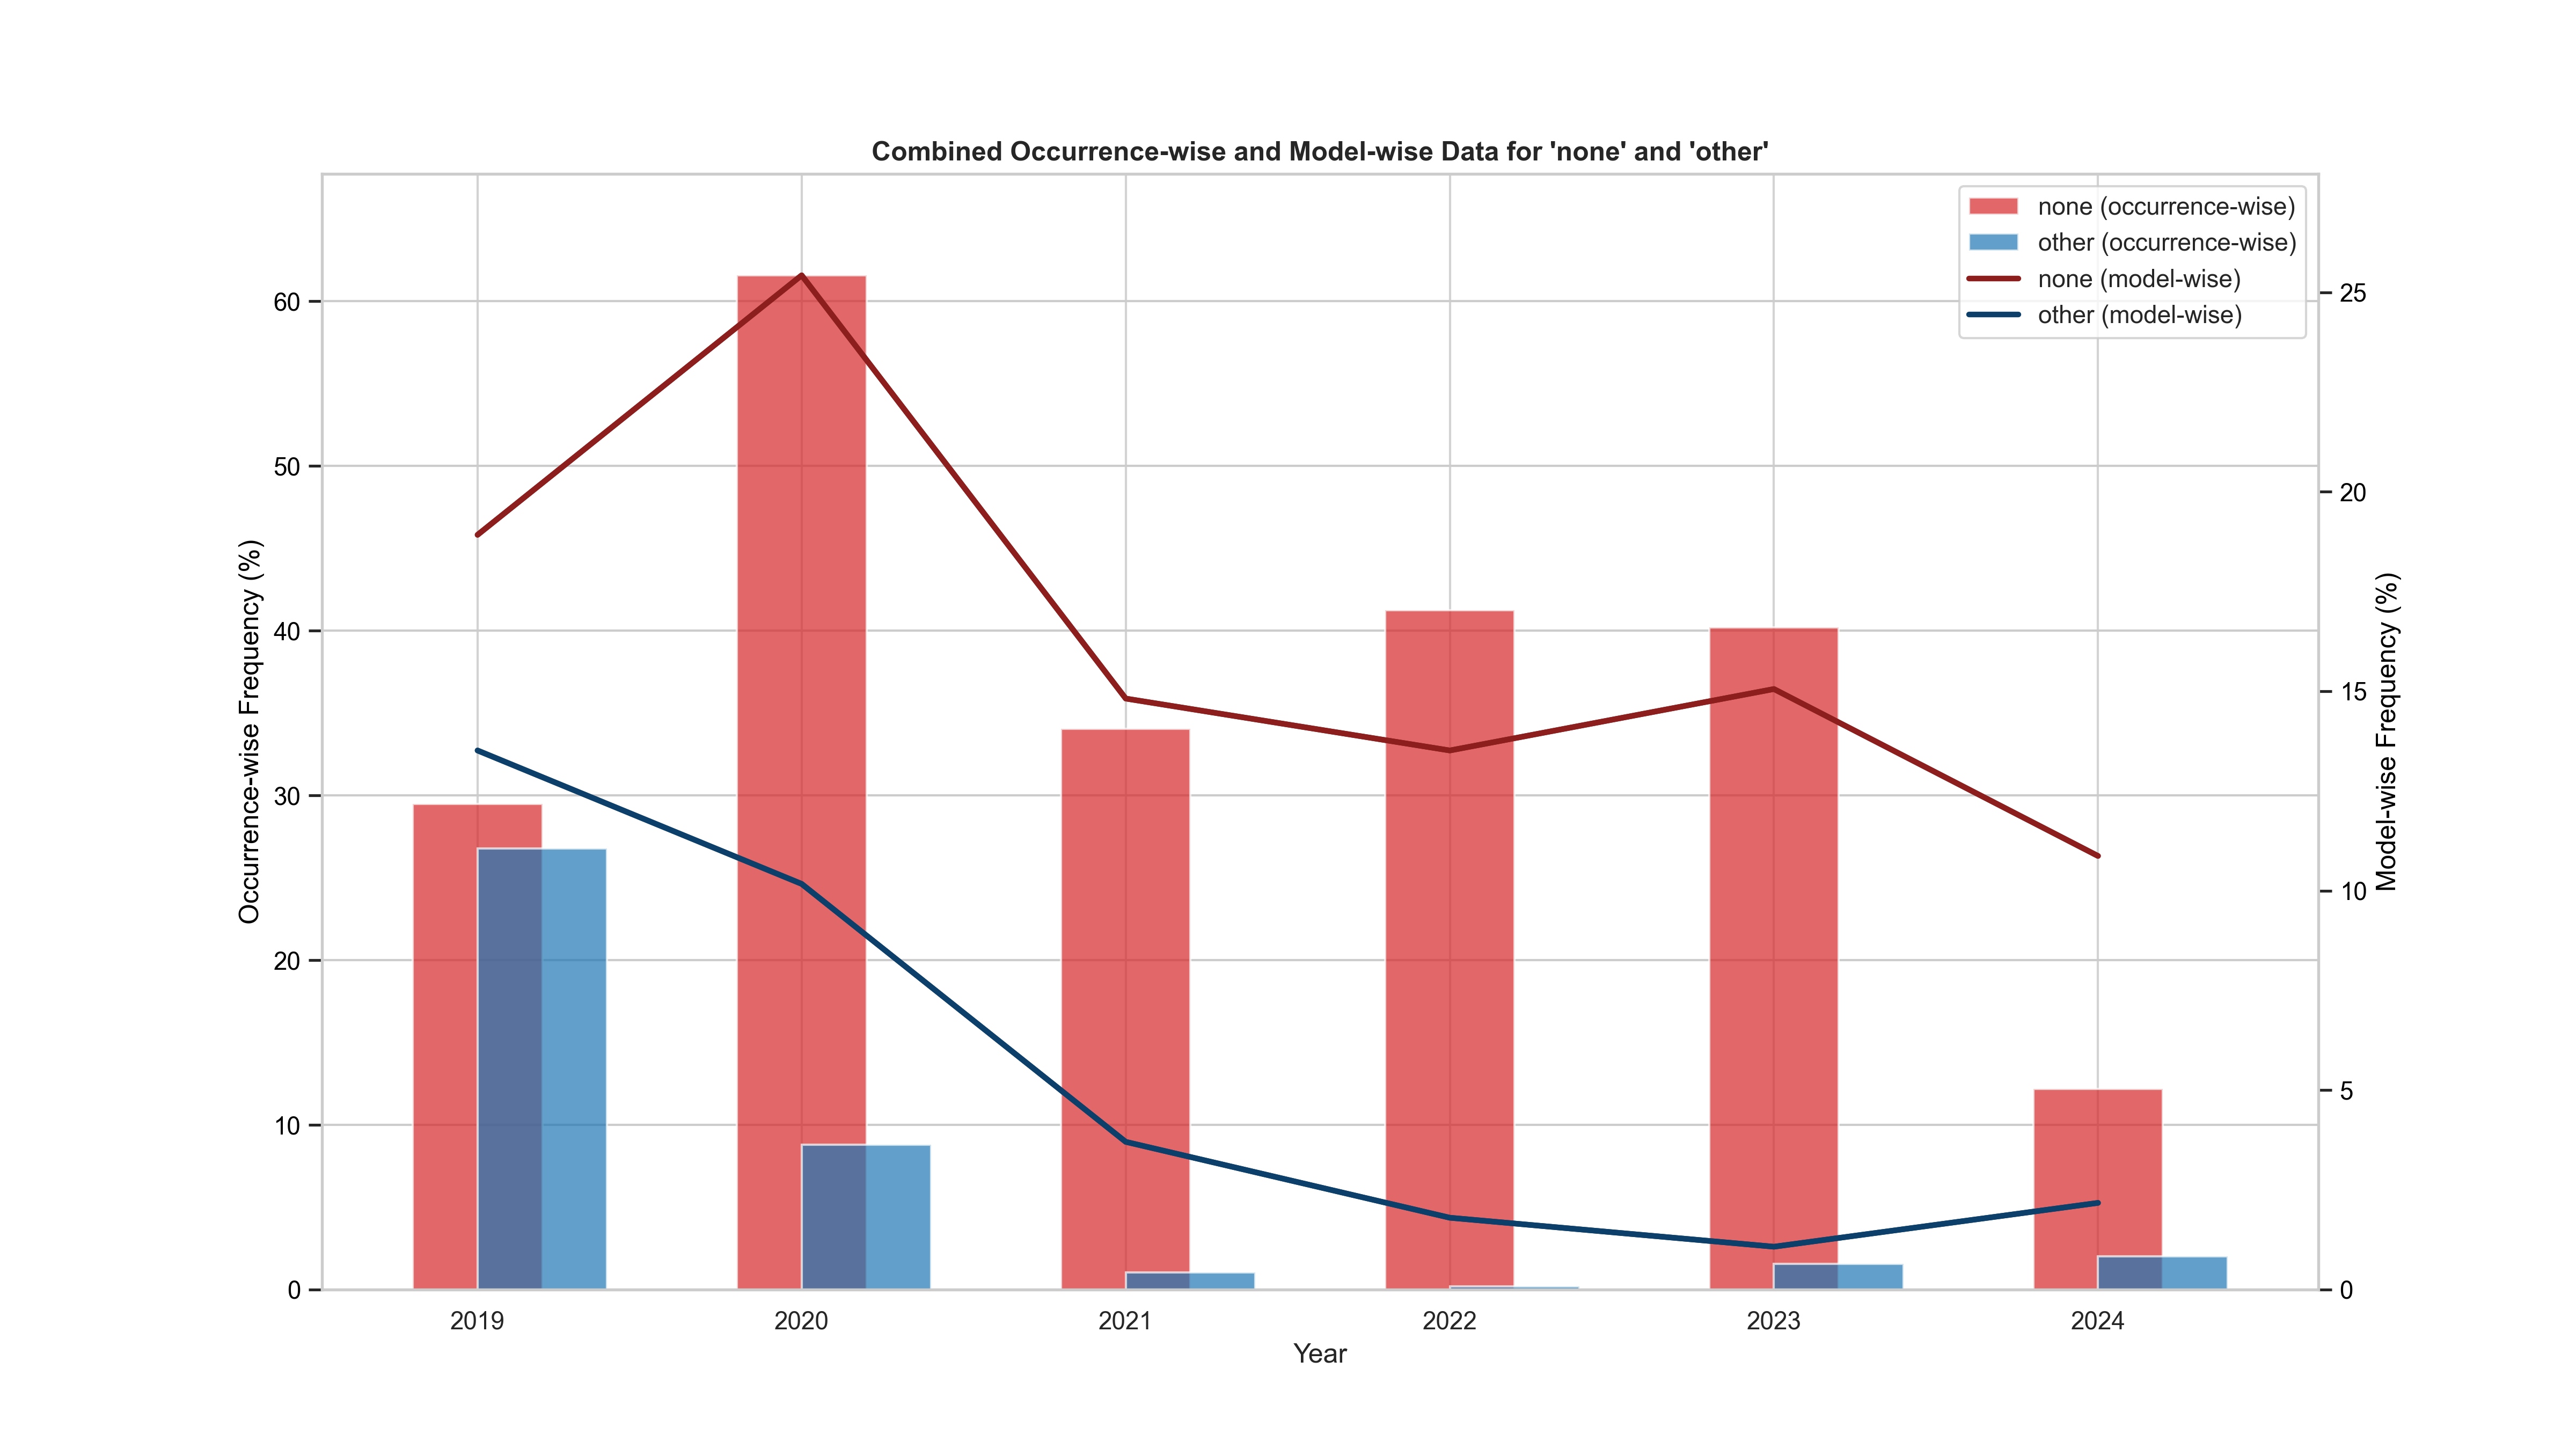 Combined Occurrence-wise and Model-wise Data for 'none' and 'other'
none (occurrence-wise)
other (occurrence-wise)
none (model-wise)
other (model-wise)
Occurrence-wise Frequency (%)
60
50
40
30
20
10
0
Model-wise Frequency (%)
25
20
15
10
5
0
2019 2020 2021 2022 2023 2024
Year